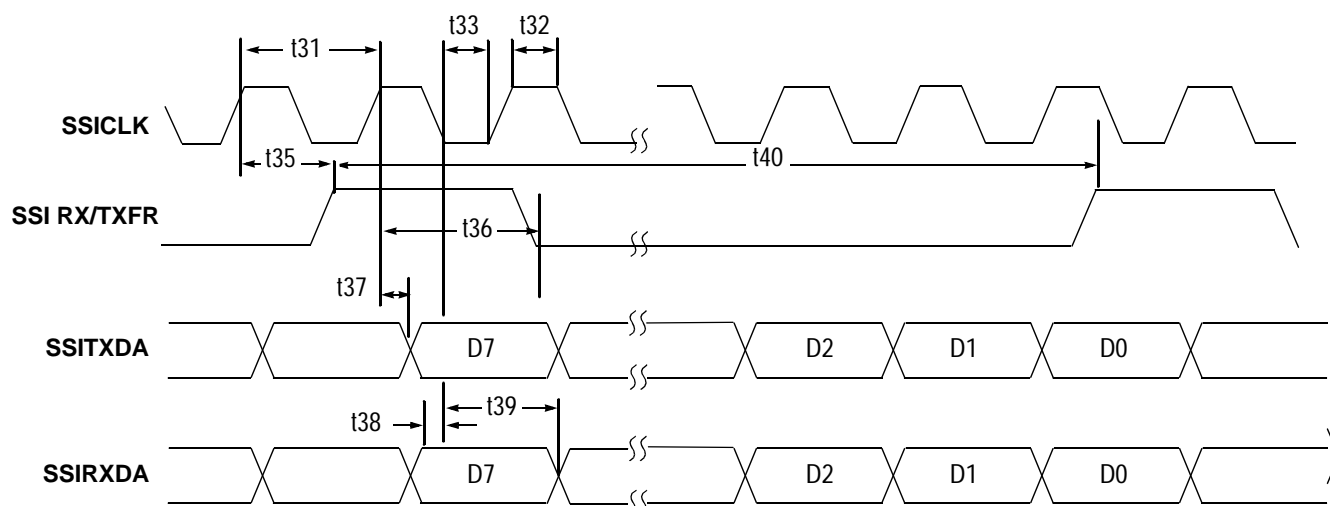 t33
t32
t31
SSICLK
t35
t40
SSI RX/TXFR
t36
t37
SSITXDA
D7
D2
D1
D0
t39
t38
SSIRXDA
D7
D2
D1
D0